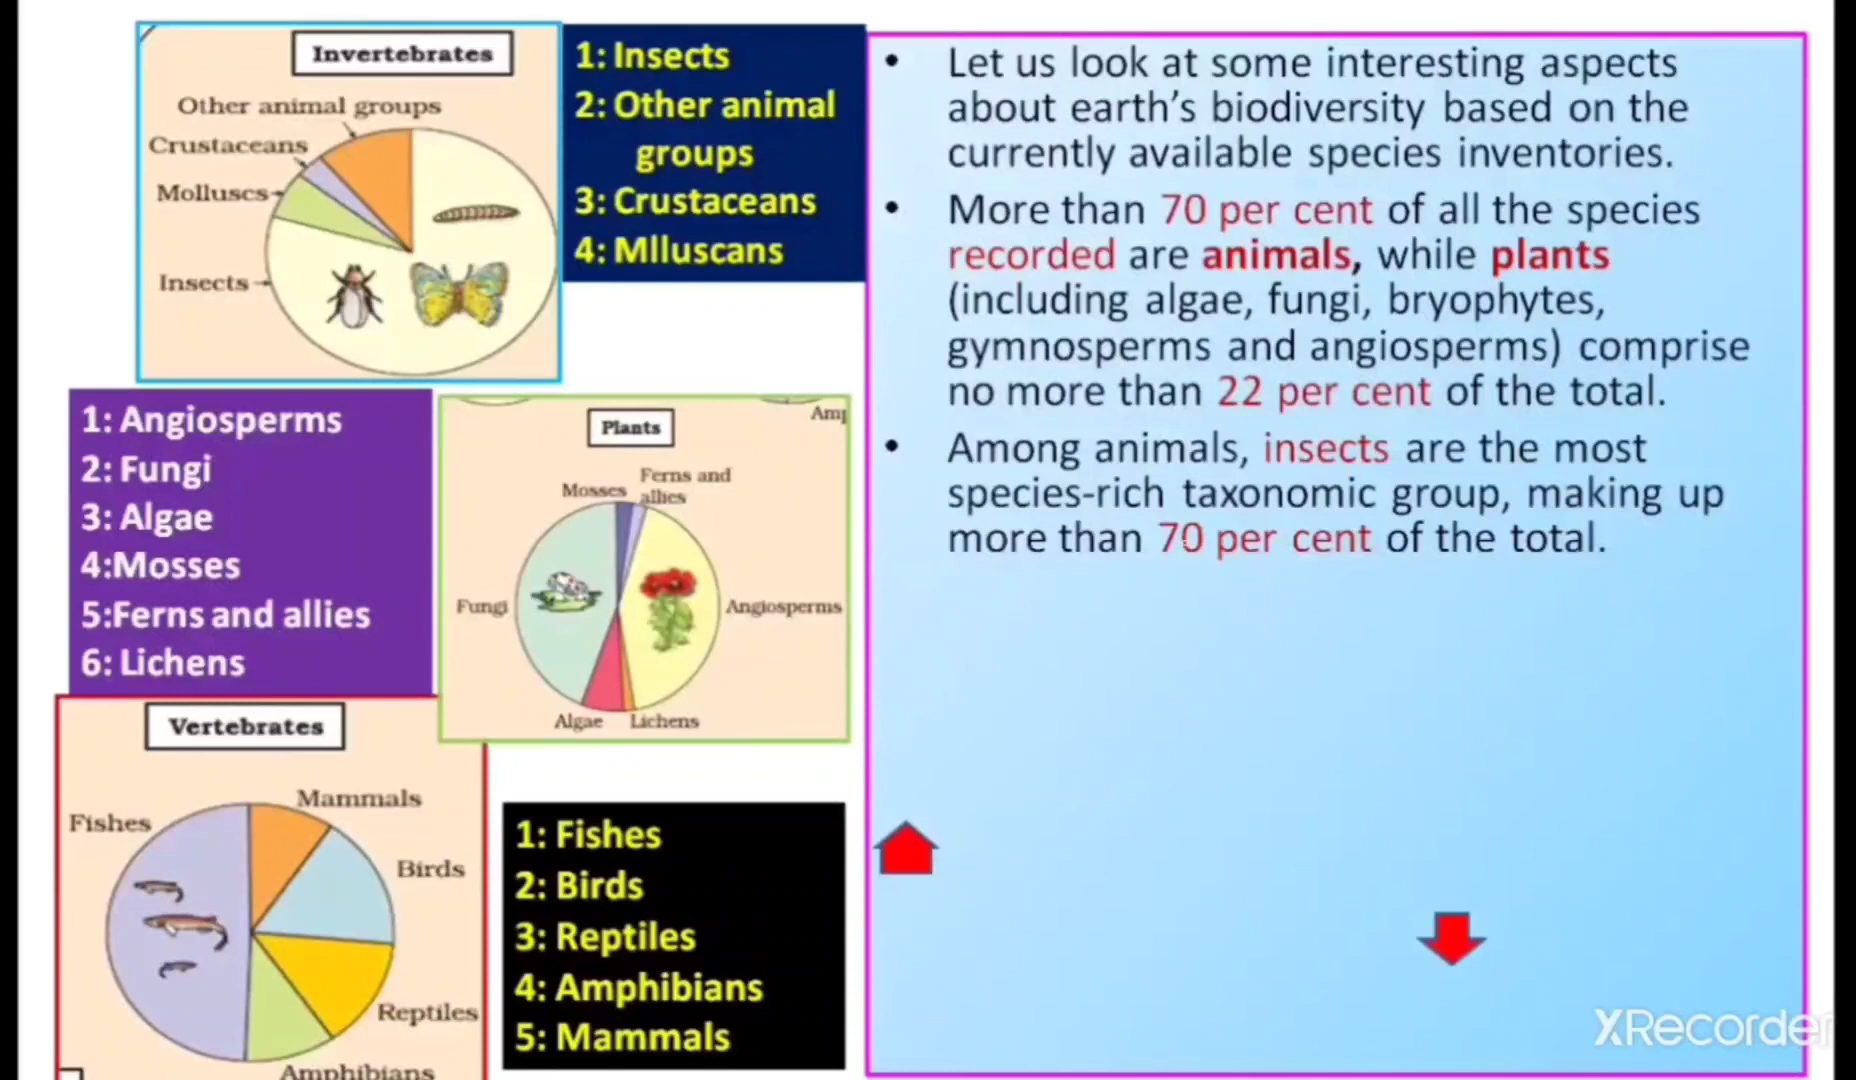 Invertebrates
Other animal groups
Crustaceans
Molluscs
Insects
1: Insects
2: Other animal
groups
3: Crustaceans
4: Mlluscans
1: Angiosperms
2: Fungi
3: Algae
4:Mosses
5:Ferns and allies
6: Lichens
Plants
Ferns and
Mosses allies
Fungi
Angiosperms
Algae Lichens
Vertebrates
Mammals
Fishes
Birds
Reptiles
Amphibians
1: Fishes
2: Birds
3: Reptiles
4: Amphibians
5: Mammals
• Let us look at some interesting aspects
about earth's biodiversity based on the
currently available species inventories.
• More than 70 per cent of all the species
recorded are animals, while plants
(including algae, fungi, bryophytes,
gymnosperms and angiosperms) comprise
no more than 22 per cent of the total.
• Among animals, insects are the most
species-rich taxonomic group, making up
more than 70 per cent of the total.
XRecorder